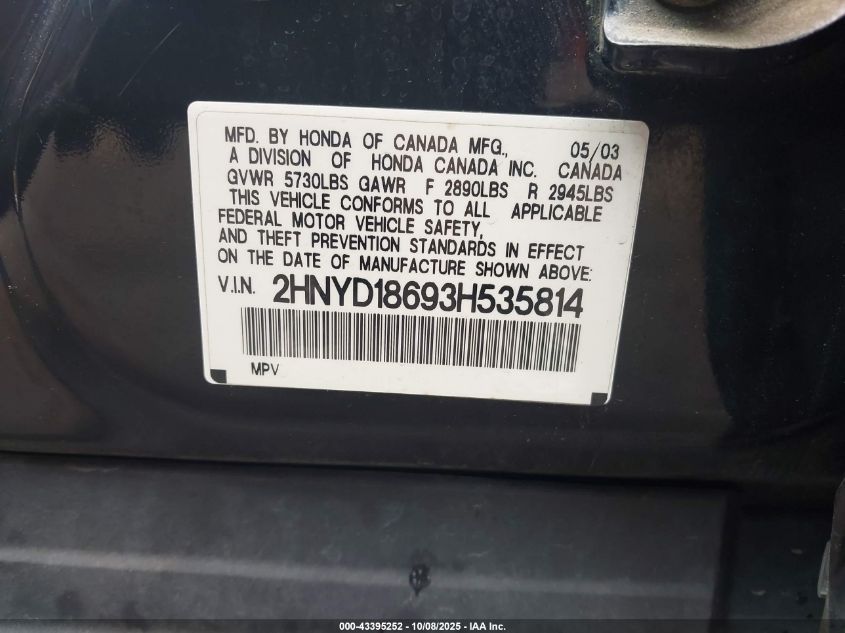 MFD. BY HONDA OF CANADA MFG., 05/03
A DIVISION OF HONDA CANADA INC. CANADA
GVWR 5730LBS GAWR F 2890LBS R 2945LBS
THIS VEHICLE CONFORMS TO ALL APPLICABLE
FEDERAL MOTOR VEHICLE SAFETY,
AND THEFT PREVENTION STANDARDS IN EFFECT
ON THE DATE OF MANUFACTURE SHOWN ABOVE:
V.I.N. 2HNYD18693H535814
MPV
000-43395252 - 10/08/2025 - IAA Inc.